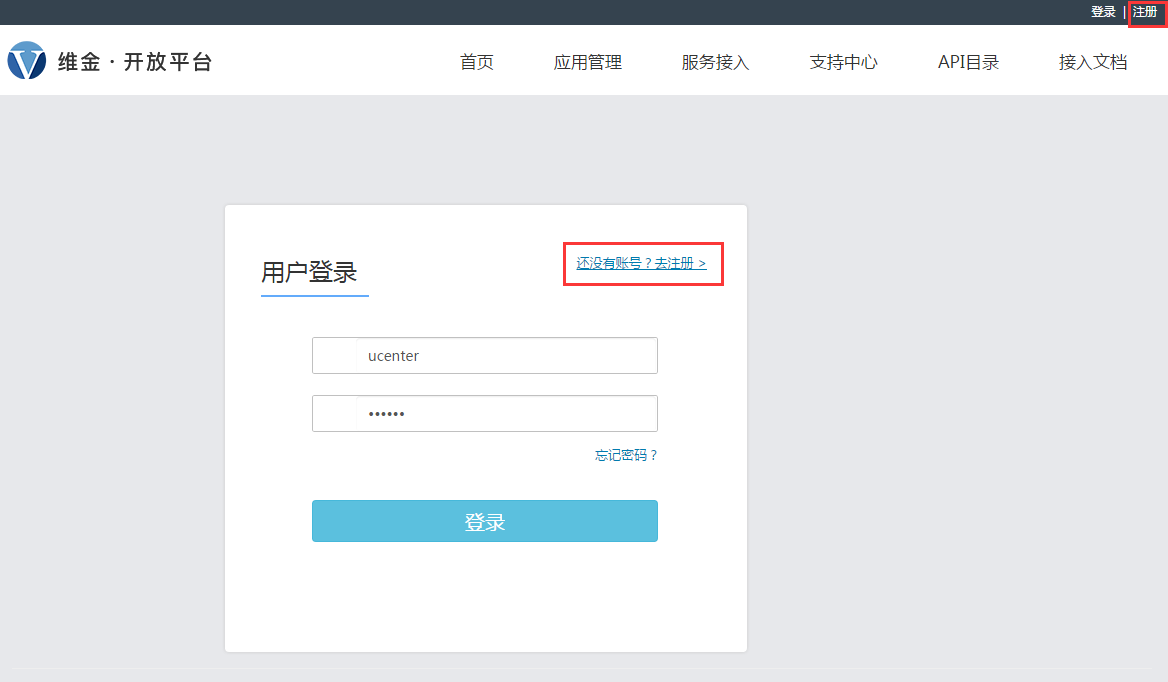 登录 | 注册
维金 · 开放平台 首页 应用管理 服务接入 支持中心 API目录 接入文档
用户登录
还没有账号？去注册 >
ucenter
••••••
忘记密码？
登录